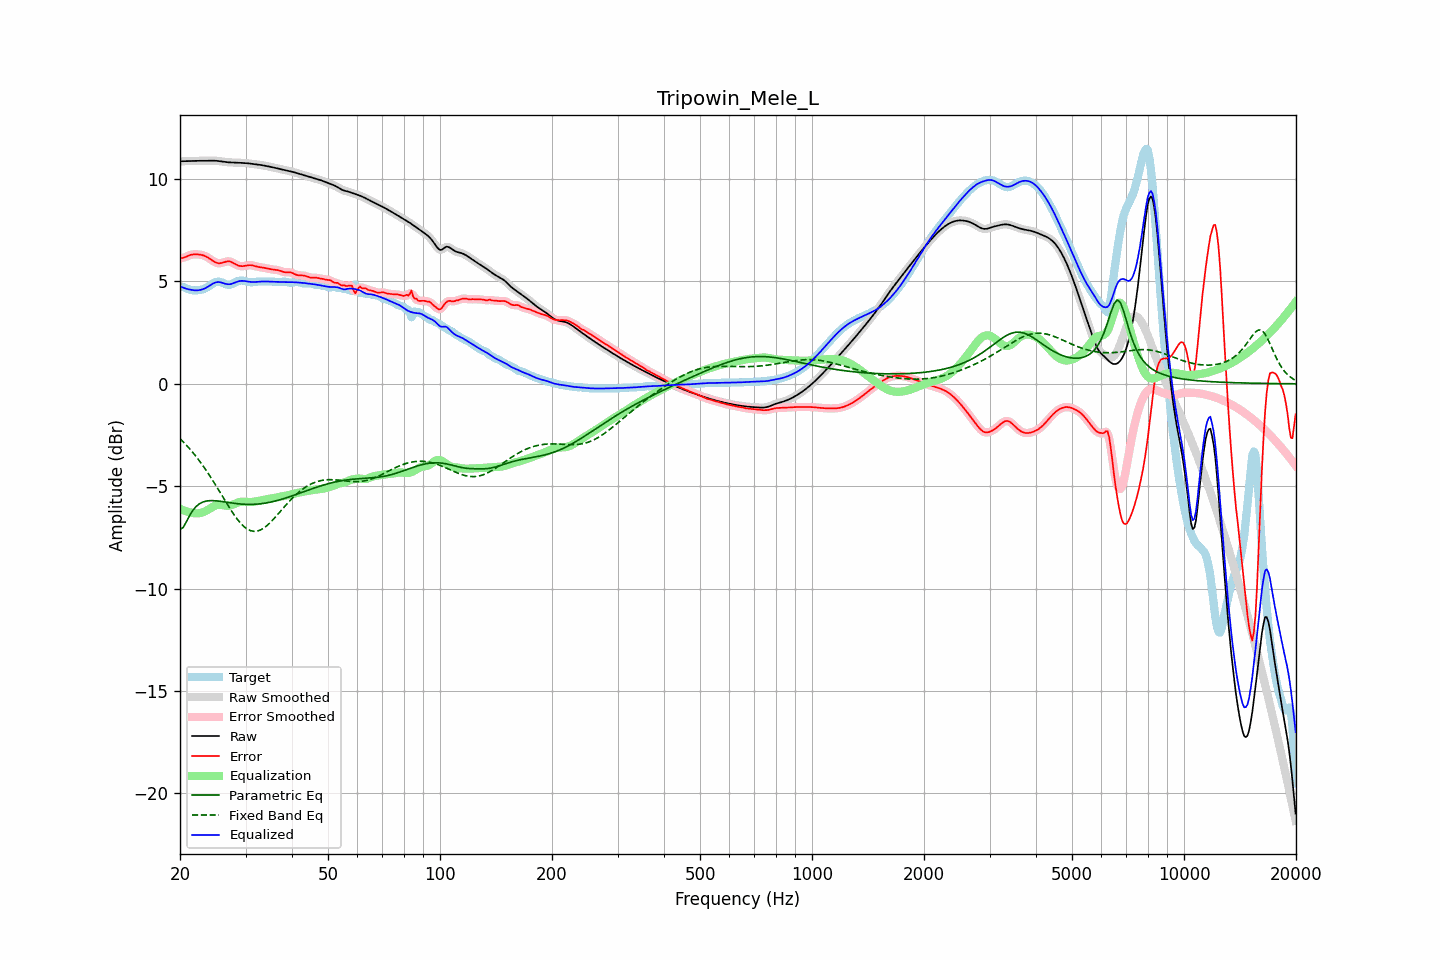 Tripowin_Mele_L
Amplitude (dBr)
10
5
0
−5
−10
−15
−20
Target
Raw Smoothed
Error Smoothed
Raw
Error
Equalization
Parametric Eq
Fixed Band Eq
Equalized
20 50 100 200 500 1000 2000 5000 10000 20000
Frequency (Hz)